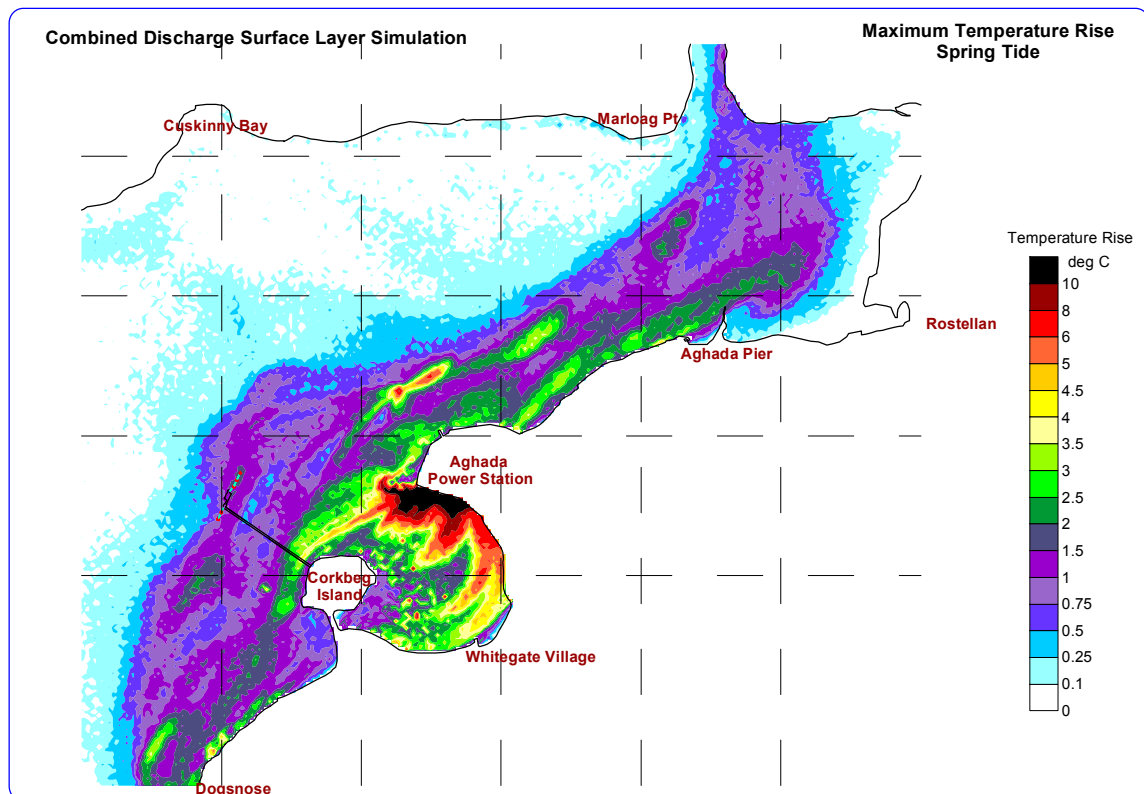 Combined Discharge Surface Layer Simulation
Maximum Temperature Rise
Spring Tide
Cuskinny Bay
Marloag Pt
Temperature Rise
deg C
10
8
6
5
4.5
4
3.5
3
2.5
2
1.5
1
0.75
0.5
0.25
0.1
0
Rostellan
Aghada Pier
Aghada
Power Station
Corkbeg
Island
Whitegate Village
Dogsnose